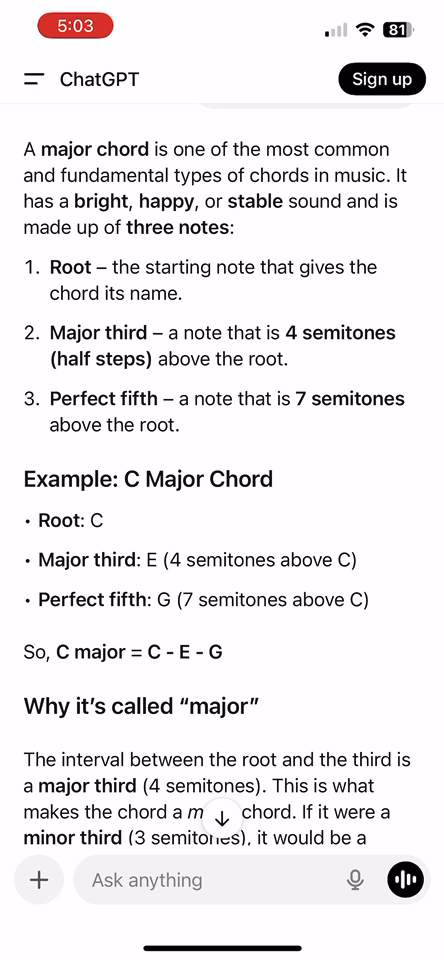 5:03
81
ChatGPT
Sign up
A major chord is one of the most common
and fundamental types of chords in music. It
has a bright, happy, or stable sound and is
made up of three notes:
1. Root – the starting note that gives the
chord its name.
2. Major third – a note that is 4 semitones
(half steps) above the root.
3. Perfect fifth – a note that is 7 semitones
above the root.
Example: C Major Chord
• Root: C
• Major third: E (4 semitones above C)
• Perfect fifth: G (7 semitones above C)
So, C major = C - E - G
Why it’s called “major”
The interval between the root and the third is
a major third (4 semitones). This is what
makes the chord a m chord. If it were a
minor third (3 semitones), it would be a
Ask anything